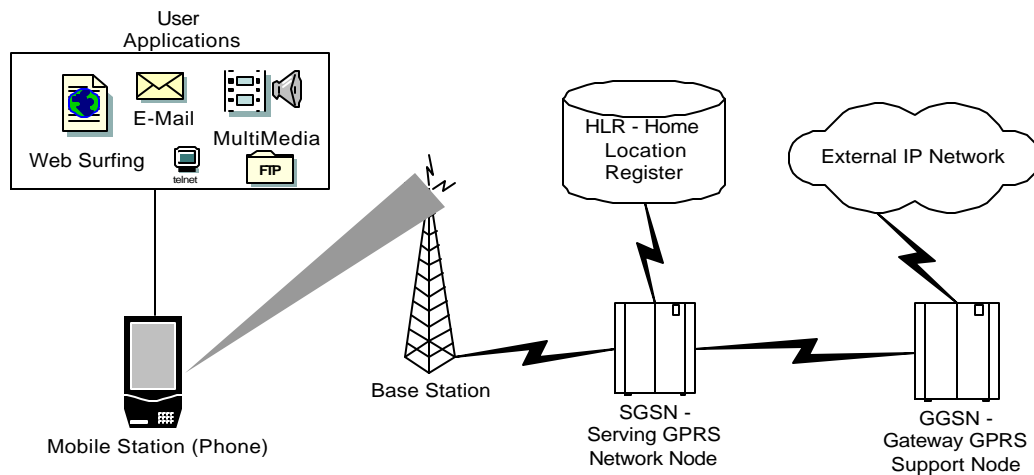 User
Applications
E-Mail
MultiMedia
Web Surfing
telnet
FTP
HLR - Home
Location
Register
External IP Network
Base Station
Mobile Station (Phone)
SGSN -
Serving GPRS
Network Node
GGSN -
Gateway GPRS
Support Node